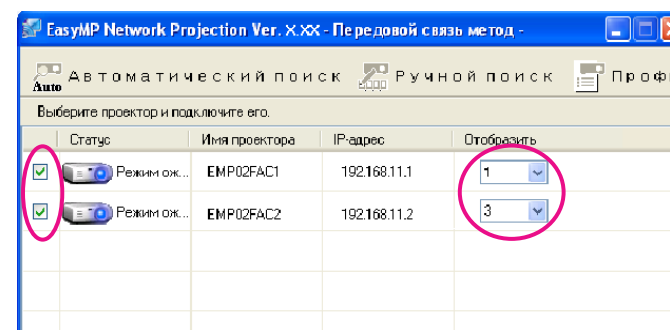 EasyMP Network Projection Ver. X.XX - Передовой связь метод -
Auto Автоматический поиск Ручной поиск Проф
Выберите проектор и подключите его.
Статус Имя проектора IP-адрес Отобразить
Режим ож... EMP02FAC1 192.168.11.1 1
Режим ож... EMP02FAC2 192.168.11.2 3